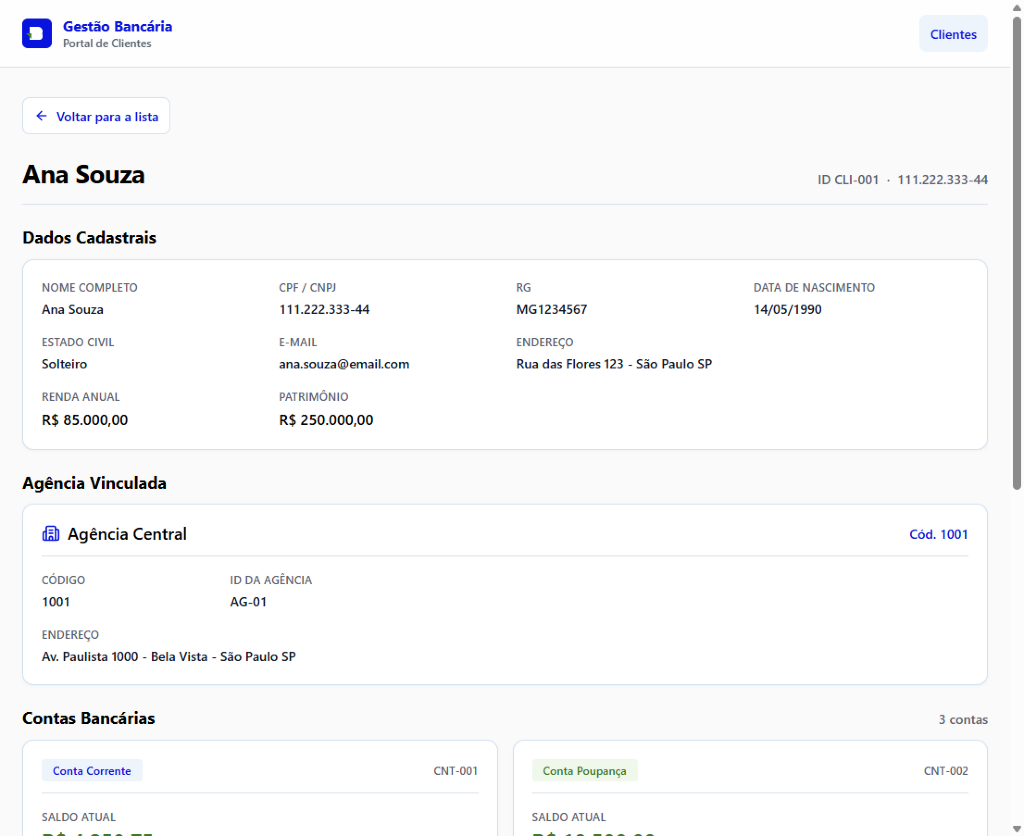 Gestão Bancária
Portal de Clientes
Clientes
Voltar para a lista
Ana Souza
ID CLI-001 · 111.222.333-44
Dados Cadastrais
NOME COMPLETO CPF / CNPJ RG DATA DE NASCIMENTO
Ana Souza 111.222.333-44 MG1234567 14/05/1990
ESTADO CIVIL E-MAIL ENDEREÇO
Solteiro ana.souza@email.com Rua das Flores 123 - São Paulo SP
RENDA ANUAL PATRIMÔNIO
R$ 85.000,00 R$ 250.000,00
Agência Vinculada
Agência Central Cód. 1001
CÓDIGO ID DA AGÊNCIA
1001 AG-01
ENDEREÇO
Av. Paulista 1000 - Bela Vista - São Paulo SP
Contas Bancárias 3 contas
Conta Corrente CNT-001 Conta Poupança CNT-002
SALDO ATUAL SALDO ATUAL